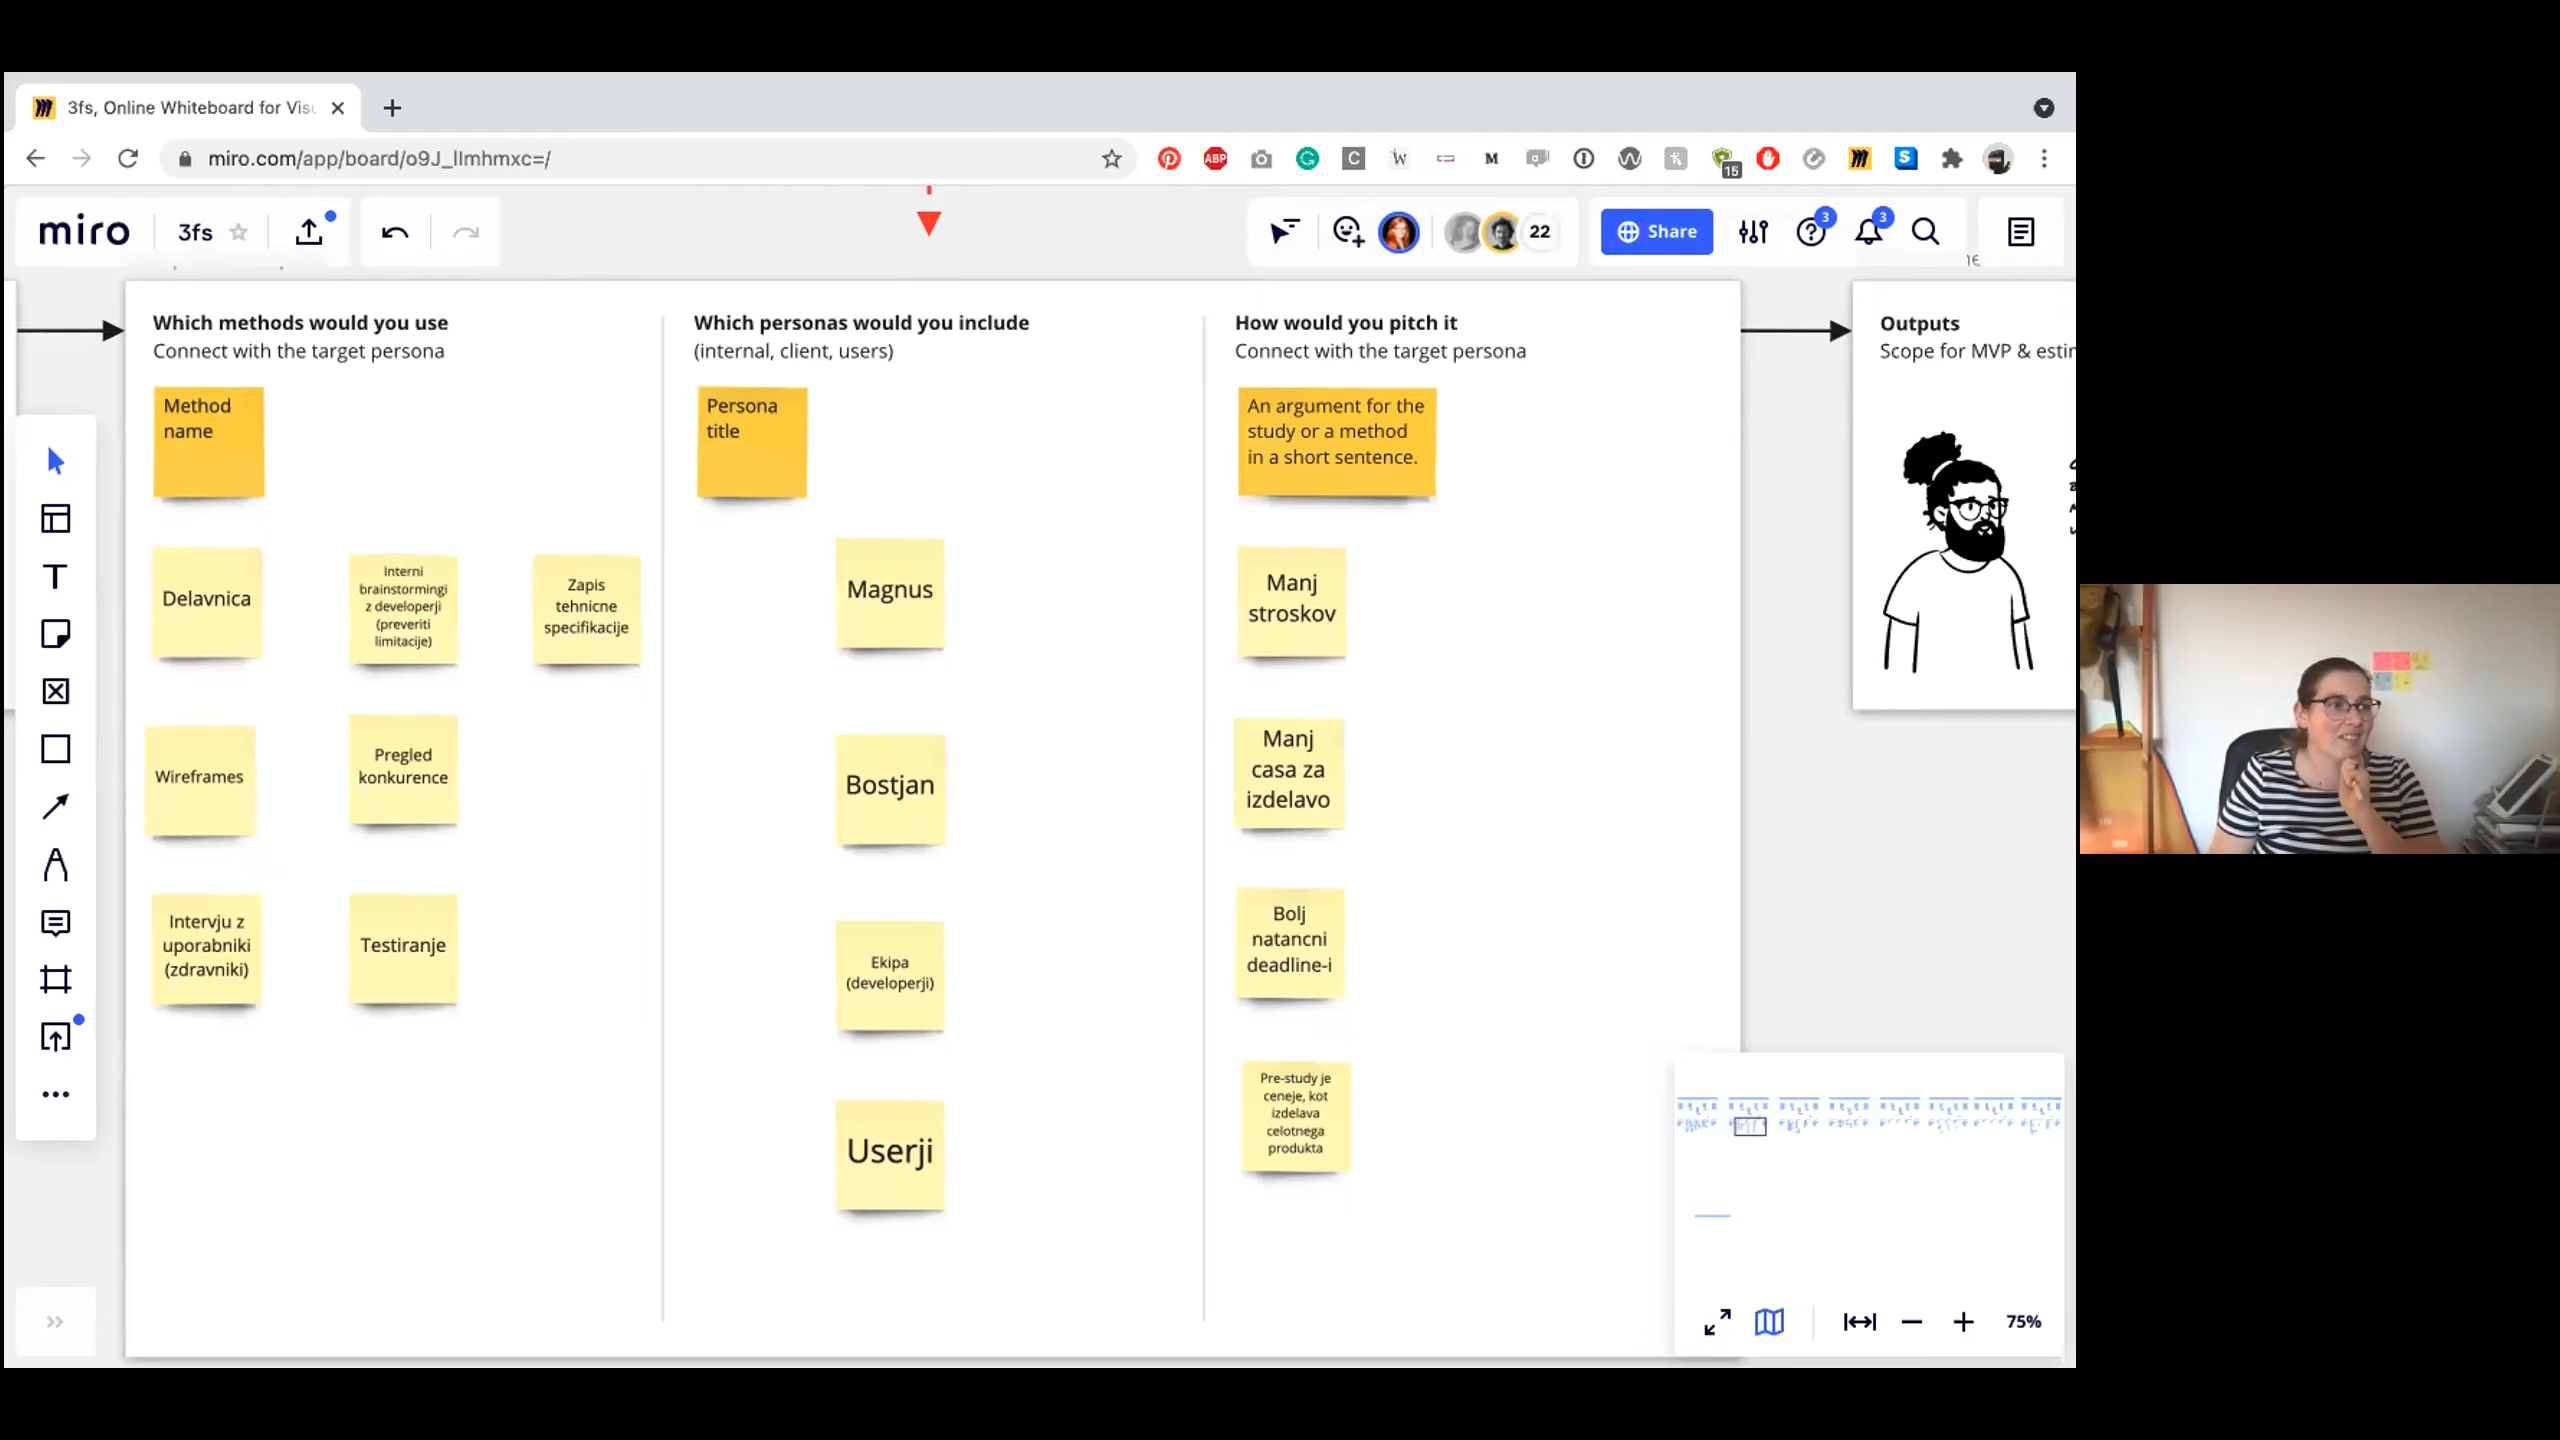 3fs, Online Whiteboard for Visu
miro.com/app/board/o9J_lImhmxc=/
ABP
15
miro
3fs
22
Share
3
3
Which methods would you use
Connect with the target persona
Method
name
Delavnica
Interni
brainstormingi
z developerji
(preveriti
limitacije)
Zapis
tehnicne
specifikacije
Wireframes
Pregled
konkurence
Intervju z
uporabniki
(zdravniki)
Testiranje
Which personas would you include
(internal, client, users)
Persona
title
Magnus
Bostjan
Ekipa
(developerji)
Userji
How would you pitch it
Connect with the target persona
An argument for the
study or a method
in a short sentence.
Manj
stroskov
Manj
casa za
izdelavo
Bolj
natancni
deadline-i
Pre-study je
ceneje, kot
izdelava
celotnega
produkta
Outputs
Scope for MVP & estim
75%